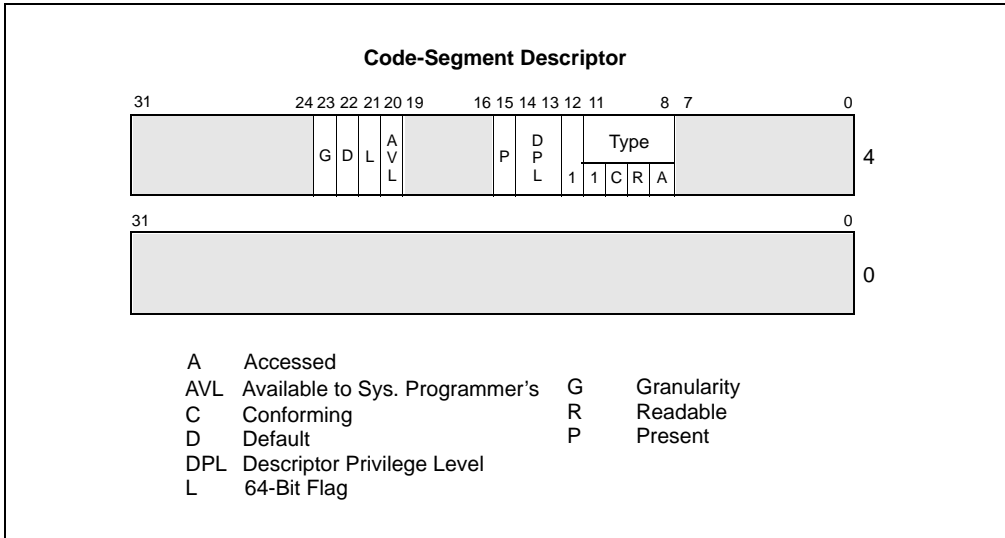 Code-Segment Descriptor
31 24 23 22 21 20 19 16 15 14 13 12 11 8 7 0
G D L AVL P DPL 1 Type 4
1 C R A
31 0
0
A Accessed
AVL Available to Sys. Programmer's G Granularity
C Conforming R Readable
D Default P Present
DPL Descriptor Privilege Level
L 64-Bit Flag